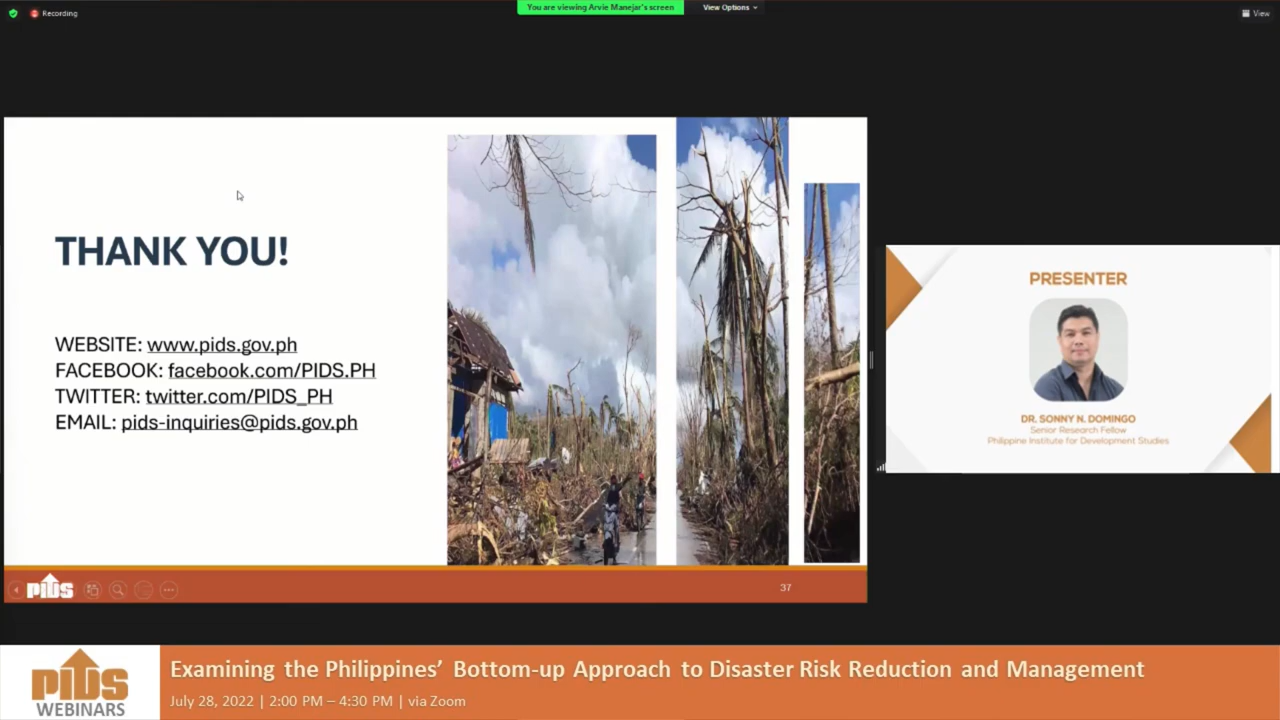 Recording
You are viewing Arvie Manejar's screen
View Options
View
THANK YOU!
WEBSITE: www.pids.gov.ph
FACEBOOK: facebook.com/PIDS.PH
TWITTER: twitter.com/PIDS_PH
EMAIL: pids-inquiries@pids.gov.ph
PIDS
37
PRESENTER
DR. SONNY N. DOMINGO
Senior Research Fellow
Philippine Institute for Development Studies
PIDS
WEBINARS
Examining the Philippines' Bottom-up Approach to Disaster Risk Reduction and Management
July 28, 2022 | 2:00 PM – 4:30 PM | via Zoom